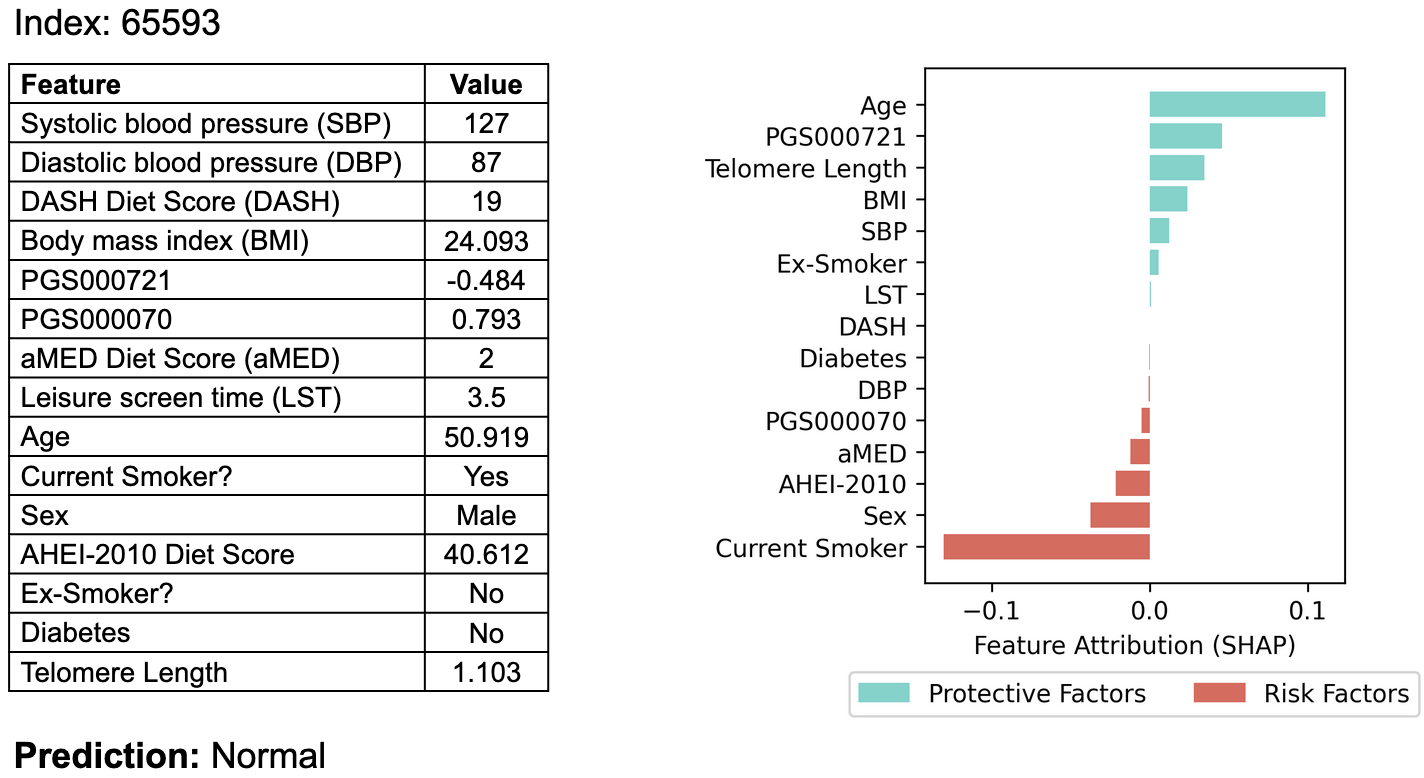 Index: 65593
Feature Value
Systolic blood pressure (SBP) 127
Diastolic blood pressure (DBP) 87
DASH Diet Score (DASH) 19
Body mass index (BMI) 24.093
PGS000721 -0.484
PGS000070 0.793
aMED Diet Score (aMED) 2
Leisure screen time (LST) 3.5
Age 50.919
Current Smoker? Yes
Sex Male
AHEI-2010 Diet Score 40.612
Ex-Smoker? No
Diabetes No
Telomere Length 1.103
Prediction: Normal
Age
PGS000721
Telomere Length
BMI
SBP
Ex-Smoker
LST
DASH
Diabetes
DBP
PGS000070
aMED
AHEI-2010
Sex
Current Smoker
−0.1 0.0 0.1
Feature Attribution (SHAP)
Protective Factors Risk Factors